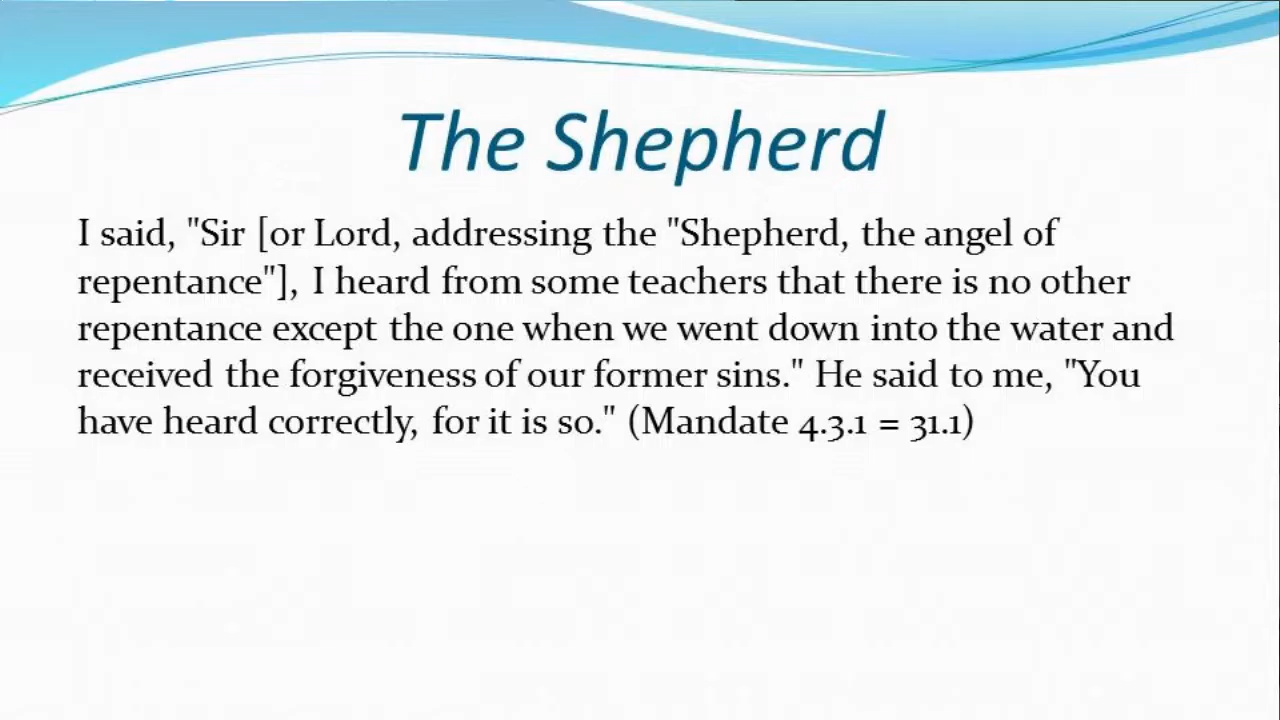 The Shepherd
I said, "Sir [or Lord, addressing the "Shepherd, the angel of
repentance"], I heard from some teachers that there is no other
repentance except the one when we went down into the water and
received the forgiveness of our former sins." He said to me, "You
have heard correctly, for it is so." (Mandate 4.3.1 = 31.1)